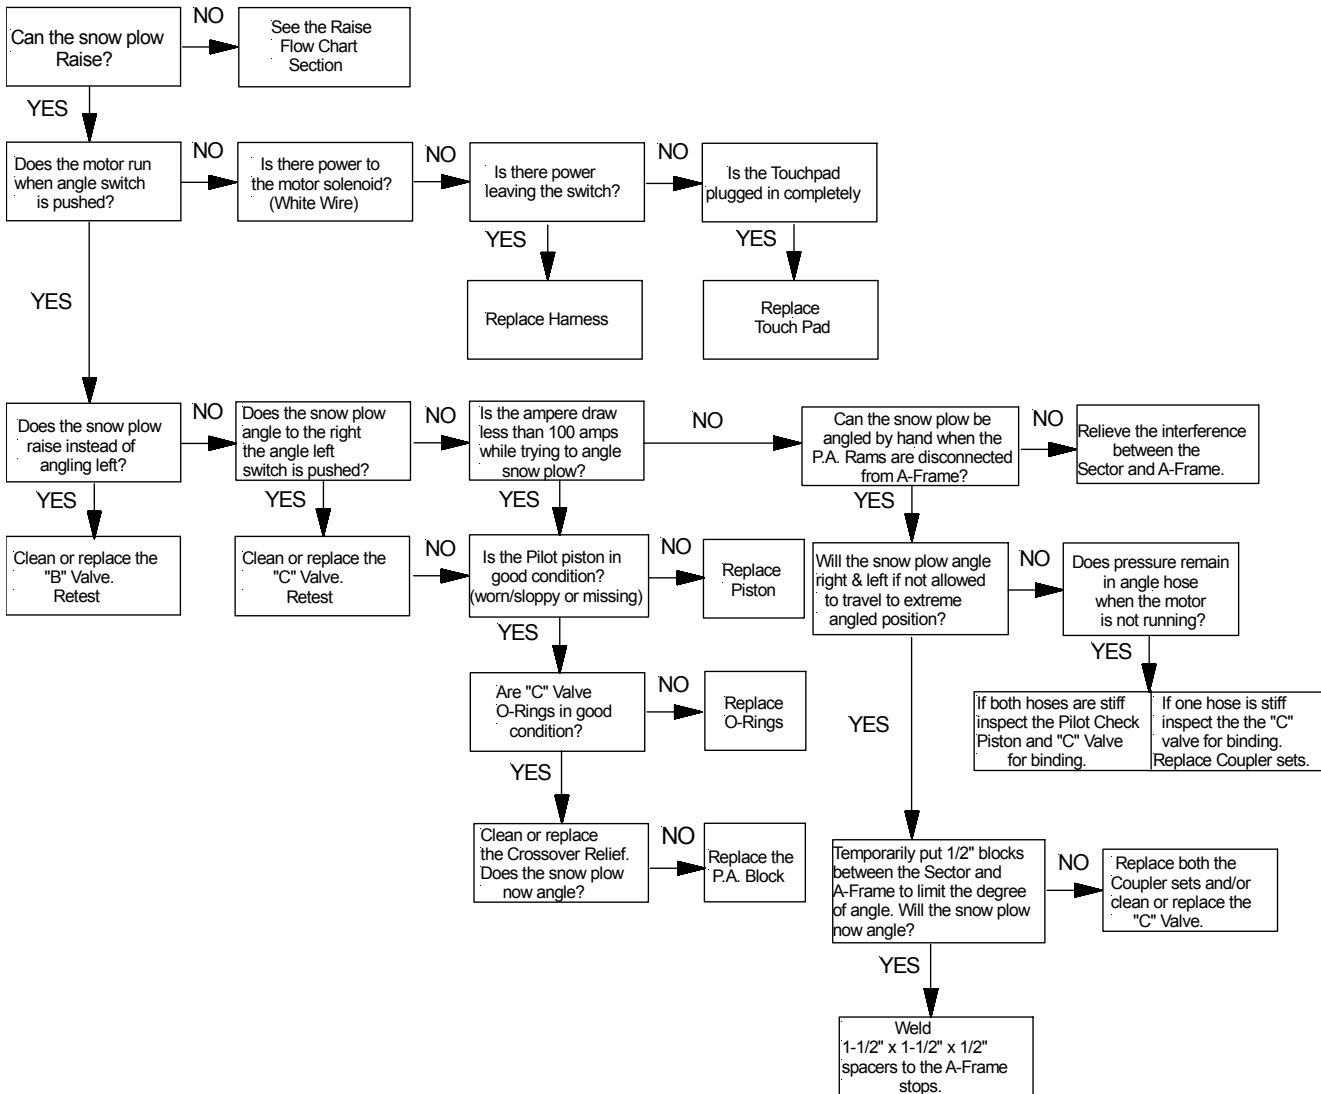 Can the snow plow
Raise?
NO
See the Raise
Flow Chart
Section
YES
Does the motor run
when angle switch
is pushed?
NO
Is there power to
the motor solenoid?
(White Wire)
NO
Is there power
leaving the switch?
NO
Is the Touchpad
plugged in completely
YES
YES
YES
Replace Harness
Replace
Touch Pad
Does the snow plow
raise instead of
angling left?
NO
Does the snow plow
angle to the right
the angle left
switch is pushed?
NO
Is the ampere draw
less than 100 amps
while trying to angle
snow plow?
NO
Can the snow plow be
angled by hand when the
P.A. Rams are disconnected
from A-Frame?
NO
Relieve the interference
between the
Sector and A-Frame.
YES
YES
YES
YES
Clean or replace the
"B" Valve.
Retest
Clean or replace the
"C" Valve.
Retest
NO
Is the Pilot piston in
good condition?
(worn/sloppy or missing)
NO
Replace
Piston
Will the snow plow angle
right & left if not allowed
to travel to extreme
angled position?
NO
Does pressure remain
in angle hose
when the motor
is not running?
YES
YES
YES
Are "C" Valve
O-Rings in good
condition?
NO
Replace
O-Rings
If both hoses are stiff
inspect the Pilot Check
Piston and "C" Valve
for binding.
If one hose is stiff
inspect the the "C"
valve for binding.
Replace Coupler sets.
YES
Clean or replace
the Crossover Relief.
Does the snow plow
now angle?
NO
Replace the
P.A. Block
Temporarily put 1/2" blocks
between the Sector and
A-Frame to limit the degree
of angle. Will the snow plow
now angle?
NO
Replace both the
Coupler sets and/or
clean or replace the
"C" Valve.
YES
Weld
1-1/2" x 1-1/2" x 1/2"
spacers to the A-Frame
stops.